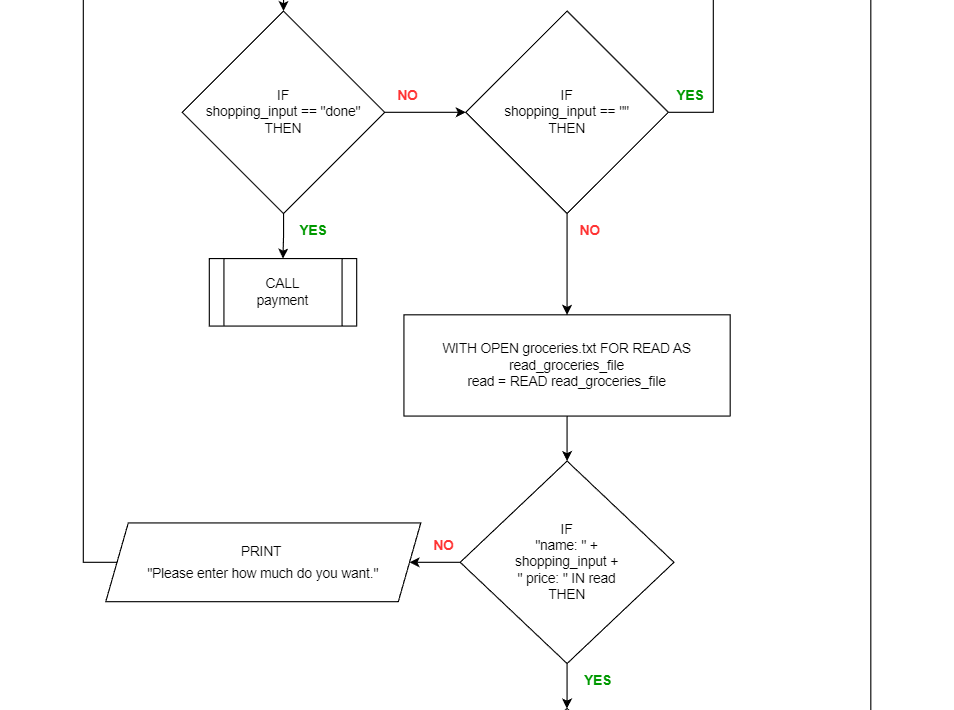 IF
shopping_input == "done"
THEN
NO
IF
shopping_input == ""
THEN
YES
YES
NO
CALL
payment
WITH OPEN groceries.txt FOR READ AS
read_groceries_file
read = READ read_groceries_file
IF
"name: " +
shopping_input +
" price: " IN read
THEN
NO
PRINT
"Please enter how much do you want."
YES